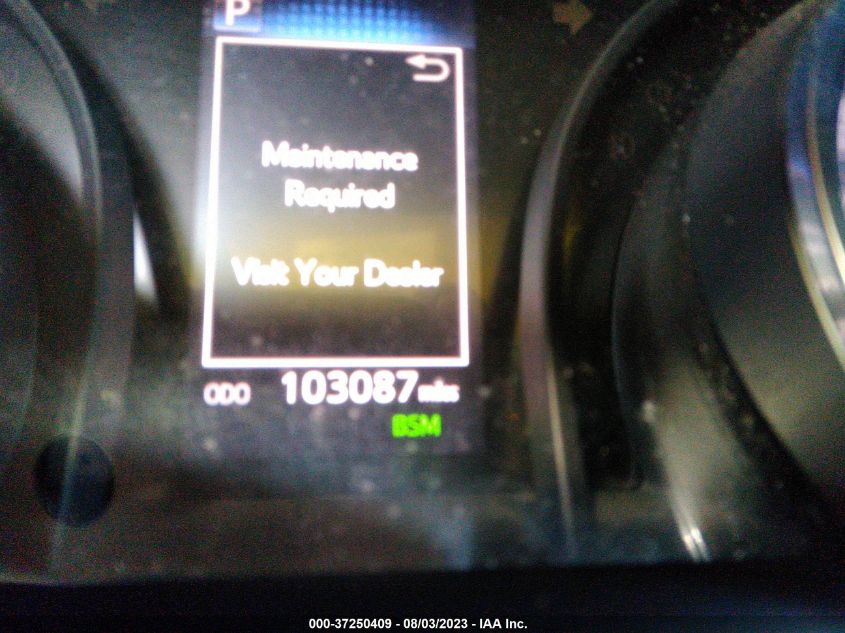 P
Maintenance
Required
Visit Your Dealer
ODO 103087 miles
BSM
000-37250409 - 08/03/2023 - IAA Inc.